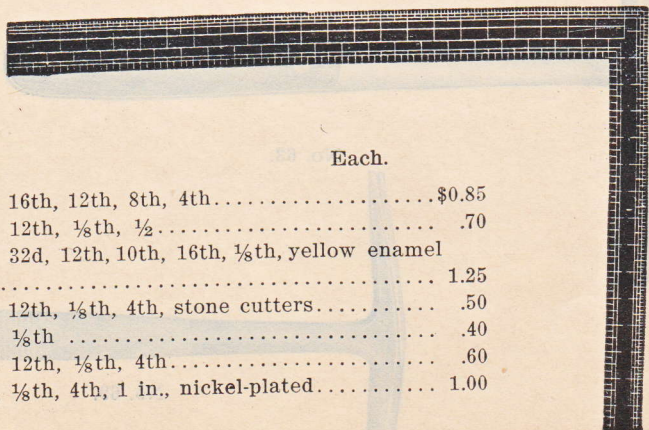 Each.
16th, 12th, 8th, 4th.....................$0.85
12th, ⅛th, ½......................... .70
32d, 12th, 10th, 16th, ⅛th, yellow enamel
........................................ 1.25
12th, ⅛th, 4th, stone cutters........... .50
⅛th .................................. .40
12th, ⅛th, 4th........................ .60
⅛th, 4th, 1 in., nickel-plated........... 1.00